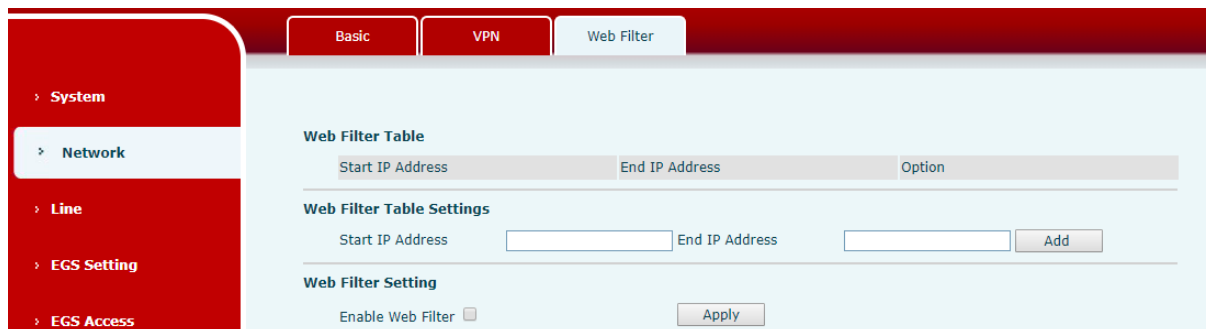 Basic VPN Web Filter
› System
› Network
› Line
› EGS Setting
› EGS Access
Web Filter Table
Start IP Address End IP Address Option
Web Filter Table Settings
Start IP Address End IP Address Add
Web Filter Setting
Enable Web Filter Apply